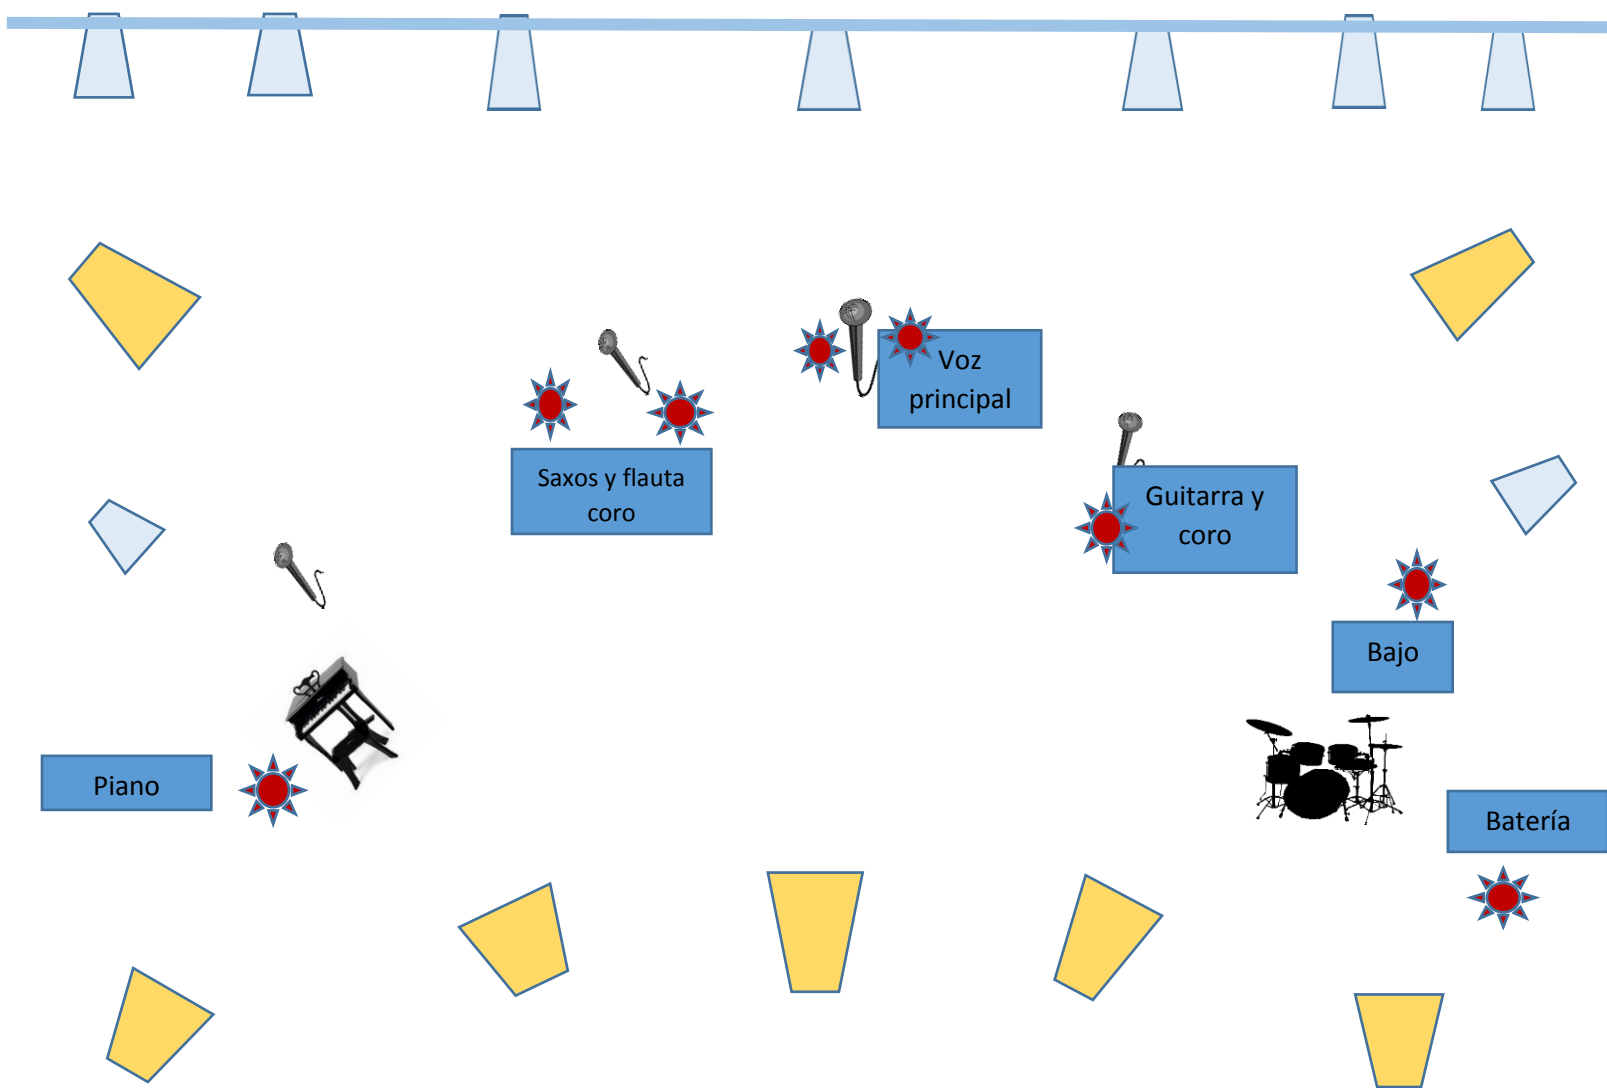 Voz
principal
Saxos y flauta
coro
Guitarra y
coro
Bajo
Piano
Batería